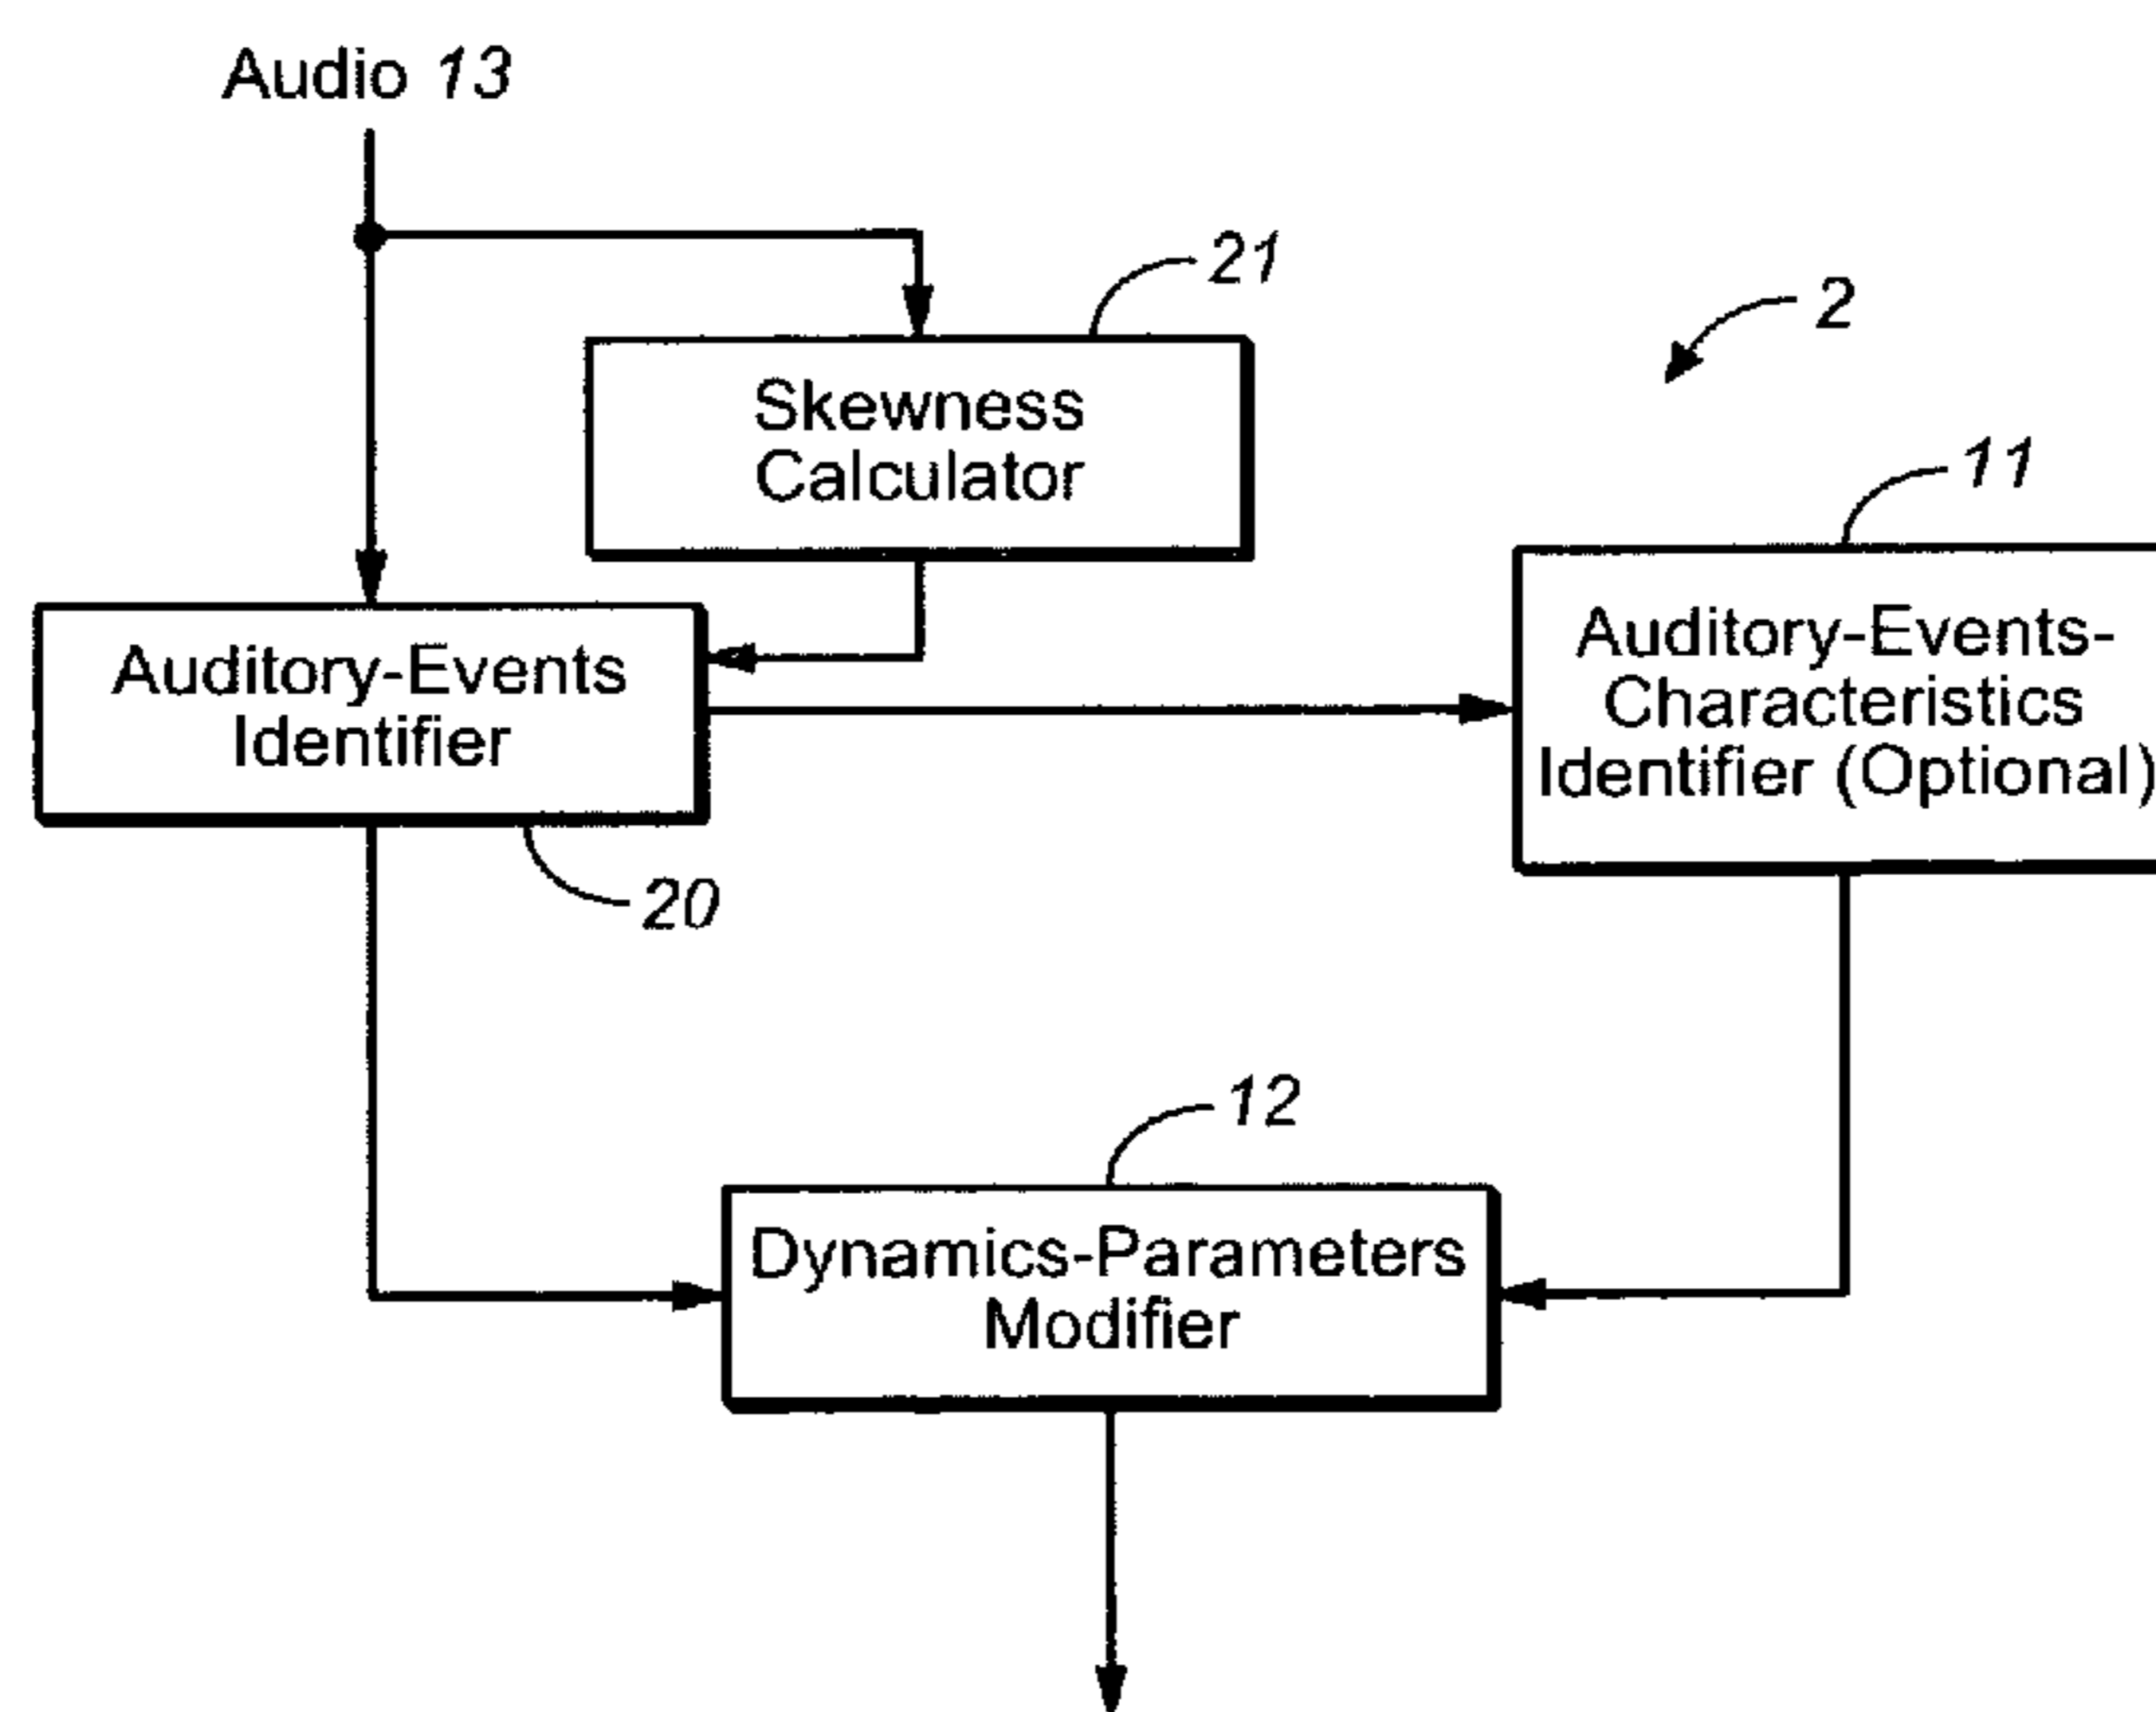 Audio 13
21
2
Skewness
Calculator
11
Auditory-Events
Identifier
Auditory-Events-
Characteristics
Identifier (Optional)
20
12
Dynamics-Parameters
Modifier